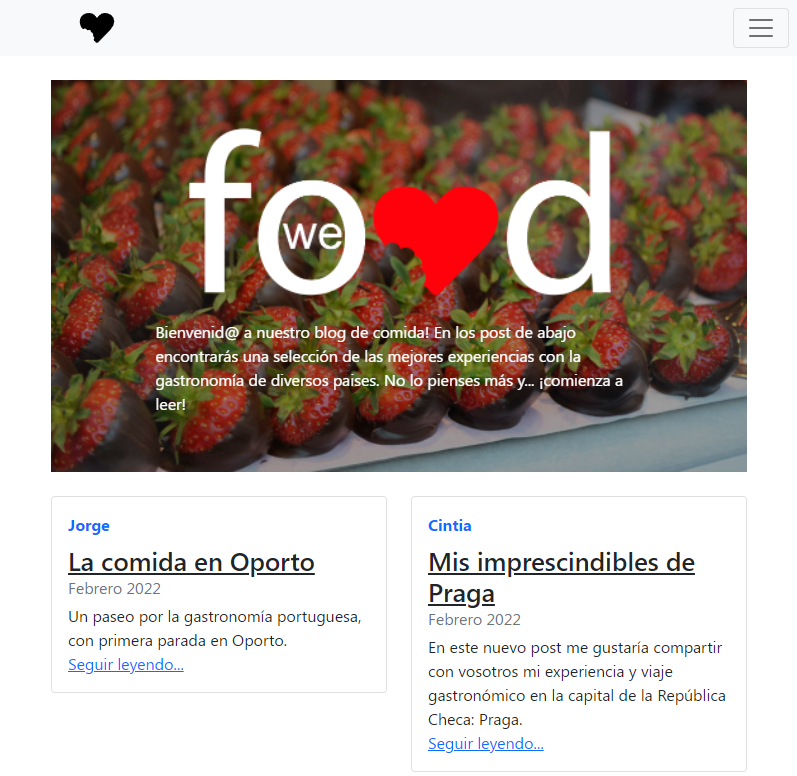 food
we
Bienvenid@ a nuestro blog de comida! En los post de abajo
encontrarás una selección de las mejores experiencias con la
gastronomía de diversos países. No lo pienses más y... ¡comienza a
leer!
Jorge
La comida en Oporto
Febrero 2022
Un paseo por la gastronomía portuguesa,
con primera parada en Oporto.
Seguir leyendo...
Cintia
Mis imprescindibles de
Praga
Febrero 2022
En este nuevo post me gustaría compartir
con vosotros mi experiencia y viaje
gastronómico en la capital de la República
Checa: Praga.
Seguir leyendo...